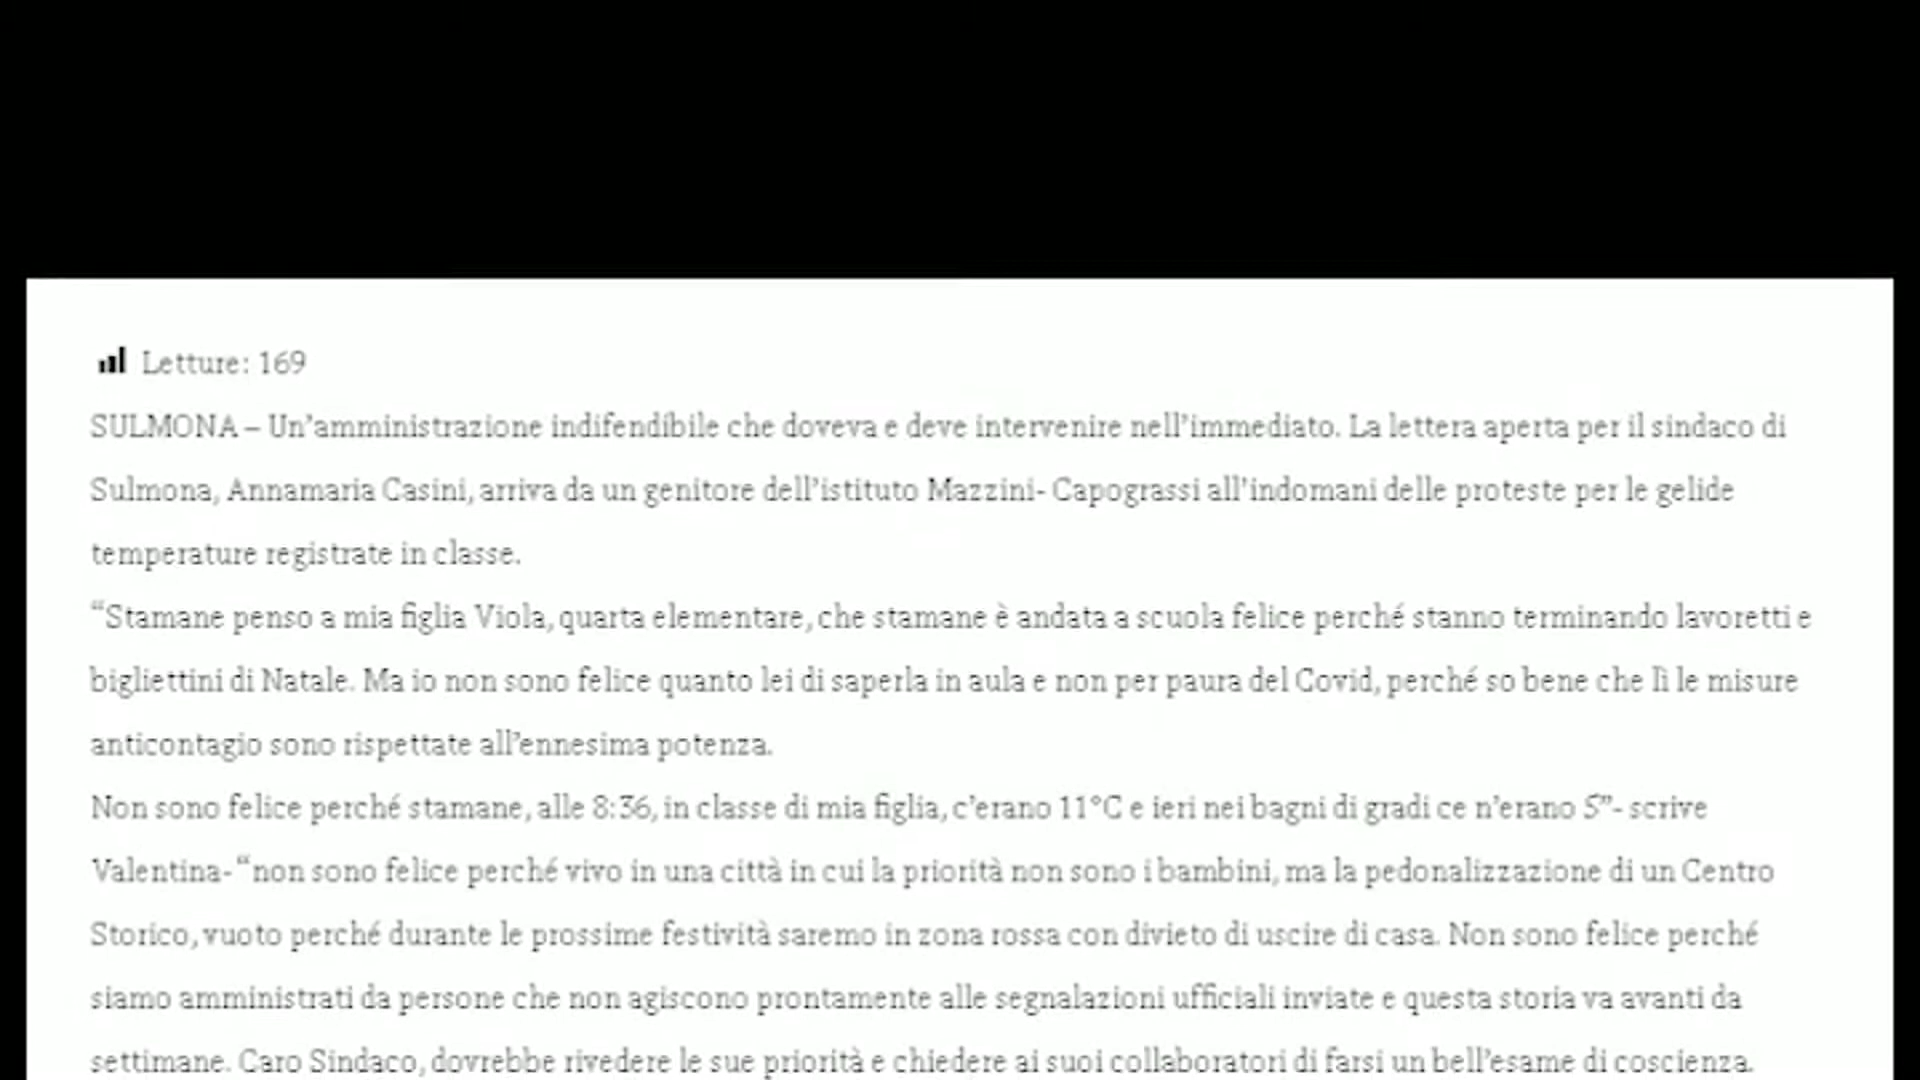 Letture: 169
SULMONA – Un’amministrazione indifendibile che doveva e deve intervenire nell’immediato. La lettera aperta per il sindaco di
Sulmona, Annamaria Casini, arriva da un genitore dell’istituto Mazzini- Capograssi all’indomani delle proteste per le gelide
temperature registrate in classe.
“Stamane penso a mia figlia Viola, quarta elementare, che stamane è andata a scuola felice perché stanno terminando lavoretti e
bigliettini di Natale. Ma io non sono felice quanto lei di saperla in aula e non per paura del Covid, perché so bene che lì le misure
anticontagio sono rispettate all’ennesima potenza.
Non sono felice perché stamane, alle 8:36, in classe di mia figlia, c’erano 11°C e ieri nei bagni di gradi ce n’erano 5”- scrive
Valentina- “non sono felice perché vivo in una città in cui la priorità non sono i bambini, ma la pedonalizzazione di un Centro
Storico, vuoto perché durante le prossime festività saremo in zona rossa con divieto di uscire di casa. Non sono felice perché
siamo amministrati da persone che non agiscono prontamente alle segnalazioni ufficiali inviate e questa storia va avanti da
settimane. Caro Sindaco, dovrebbe rivedere le sue priorità e chiedere ai suoi collaboratori di farsi un bell’esame di coscienza.